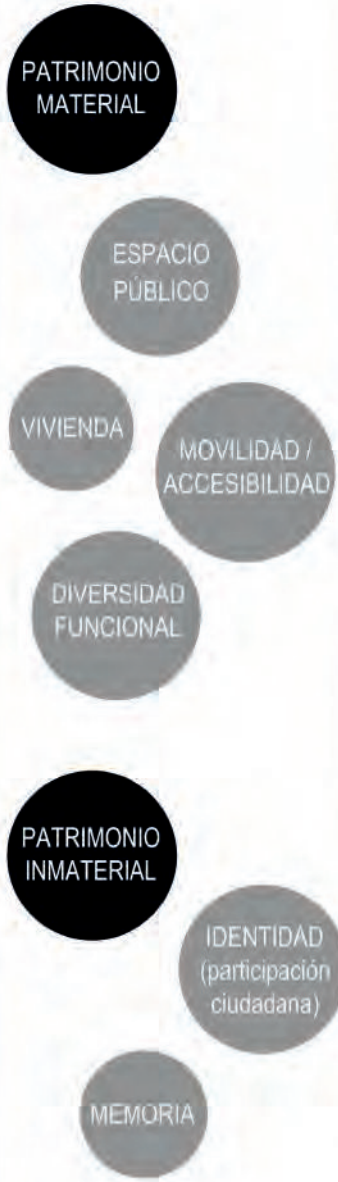 PATRIMONIO
MATERIAL
ESPACIO
PÚBLICO
VIVIENDA
MOVILIDAD /
ACCESIBILIDAD
DIVERSIDAD
FUNCIONAL
PATRIMONIO
INMATERIAL
IDENTIDAD
(participación
ciudadana)
MEMORIA